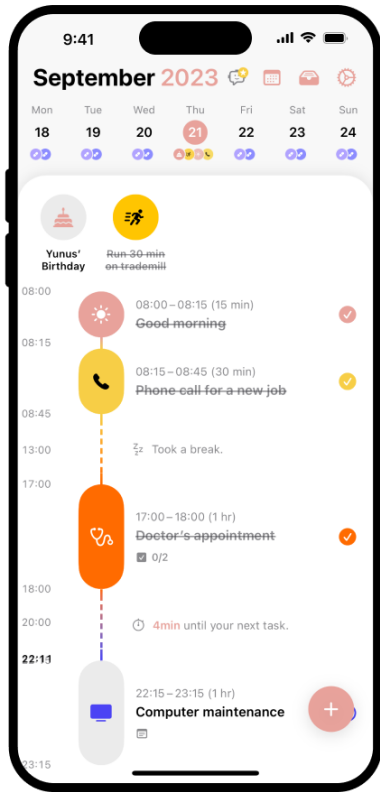 9:41
September 2023
Mon Tue Wed Thu Fri Sat Sun
18 19 20 21 22 23 24
Yunus’
Birthday
Run 30 min
on trademill
08:00
08:00 – 08:15 (15 min)
Good morning
08:15
08:15 – 08:45 (30 min)
Phone call for a new job
08:45
13:00
Took a break.
17:00
17:00 – 18:00 (1 hr)
Doctor’s appointment
0/2
18:00
20:00
4min until your next task.
22:15 – 23:15 (1 hr)
Computer maintenance
23:15